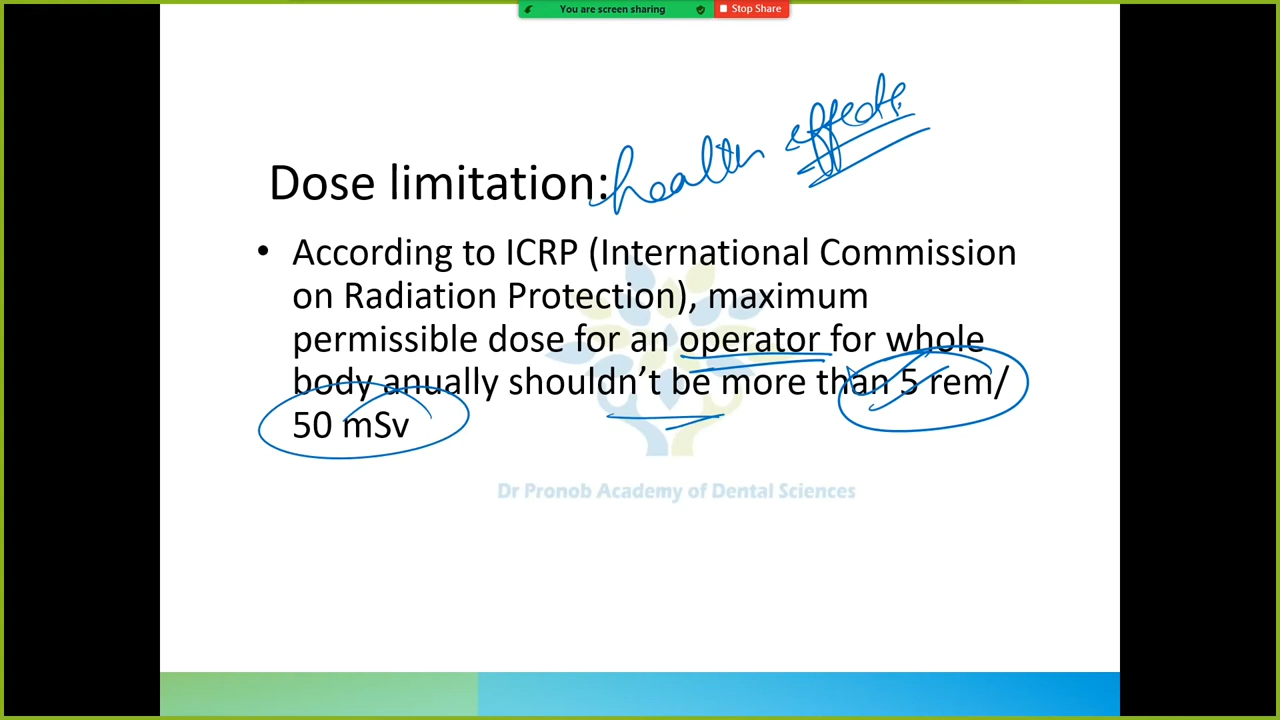 You are screen sharing
Stop Share
health effects
Dose limitation:
• According to ICRP (International Commission
on Radiation Protection), maximum
permissible dose for an operator for whole
body anually shouldn't be more than 5 rem/
50 mSv
Dr Pronob Academy of Dental Sciences